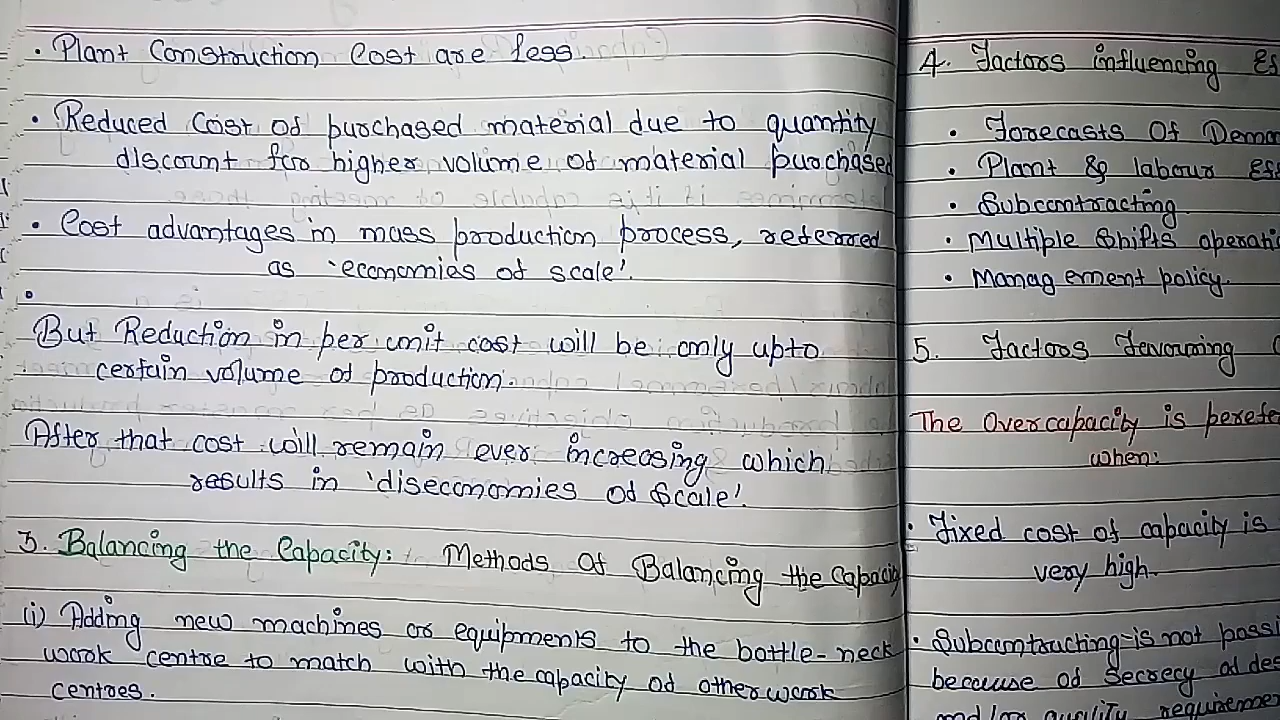 • Plant Construction Cost are less.
• Reduced Cost of purchased material due to quantity
discount for higher volume of material purchased
• Cost advantages in mass production process, referred
as 'economies of scale'.
•
But Reduction in per unit cost will be only upto
certain volume of production.
After that cost will remain ever increasing which
results in 'diseconomies of Scale'.
3. Balancing the Capacity: Methods Of Balancing the Capacity
(i) Adding new machines or equipments to the bottle-neck
work centre to match with the capacity of other work
centres.
4. Factors influencing
• Forecasts Of
• Plant & labour
• Subcontracting
• Multiple Shifts
• Management policy.
5. Factors Fevouring
The Overcapacity is
when:
• Fixed cost of capacity is
very high.
• Subcontracting is not
because of Secrecy of
and/or quality